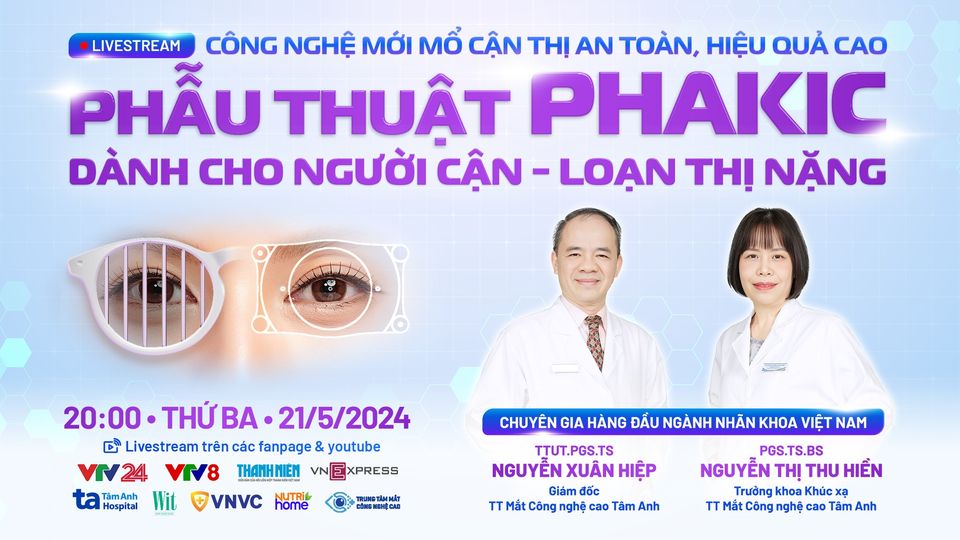 LIVESTREAM CÔNG NGHỆ MỚI MỔ CẬN THỊ AN TOÀN, HIỆU QUẢ CAO
PHẪU THUẬT PHAKIC
DÀNH CHO NGƯỜI CẬN - LOẠN THỊ NẶNG
20:00 • THỨ BA • 21/5/2024
Livestream trên các fanpage & youtube
VTV24 VTV8 THANH NIÊN VNEXPRESS
ta Tâm Anh Hospital Wit VNVC NUTRI home TRUNG TÂM MẮT CÔNG NGHỆ CAO
CHUYÊN GIA HÀNG ĐẦU NGÀNH NHÃN KHOA VIỆT NAM
TTUT.PGS.TS
NGUYỄN XUÂN HIỆP
Giám đốc
TT Mắt Công nghệ cao Tâm Anh
PGS.TS.BS
NGUYỄN THỊ THU HIỀN
Trưởng khoa Khúc xạ
TT Mắt Công nghệ cao Tâm Anh